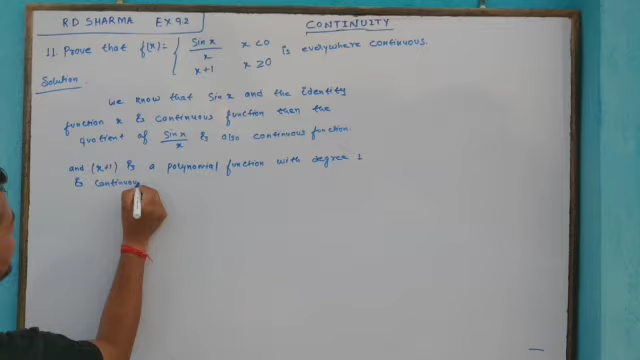 RD SHARMA EX 9.2
CONTINUITY
11. Prove that f(x) = { sin x / x x < 0
x+1 x ≥ 0 is everywhere continuous.
Solution
We know that sin x and the identity
function x is continuous function then the
quotient of sin x / x is also continuous function.
and (x+1) is a polynomial function with degree 1
is continuou